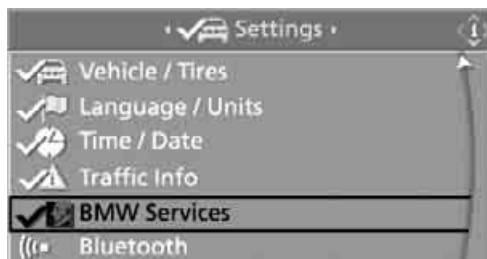 Settings
i
Vehicle / Tires
Language / Units
Time / Date
Traffic Info
BMW Services
Bluetooth